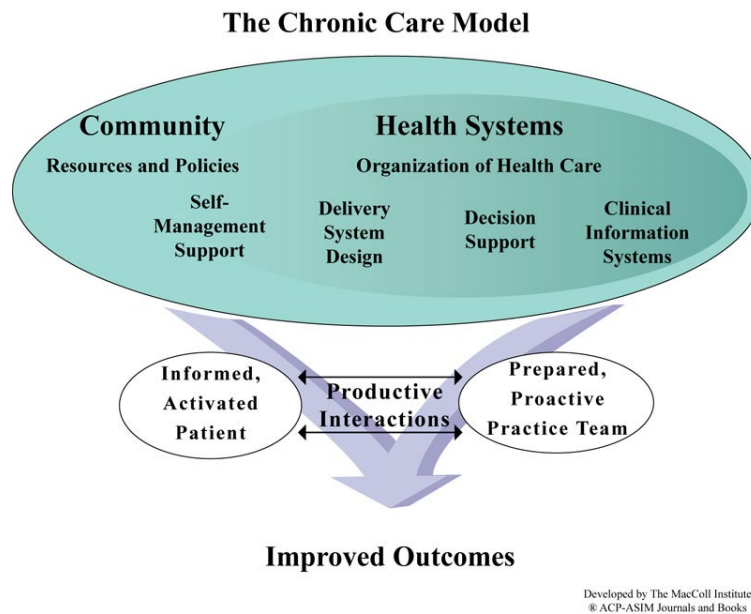 The Chronic Care Model
Community
Health Systems
Resources and Policies
Organization of Health Care
Self-
Management
Support
Delivery
System
Design
Decision
Support
Clinical
Information
Systems
Informed,
Activated
Patient
Productive
Interactions
Prepared,
Proactive
Practice Team
Improved Outcomes
Developed by The MacColl Institute
® ACP-ASIM Journals and Books